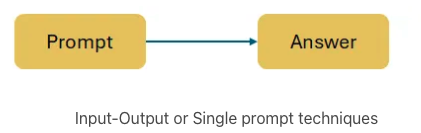 Prompt
Answer
Input-Output or Single prompt techniques